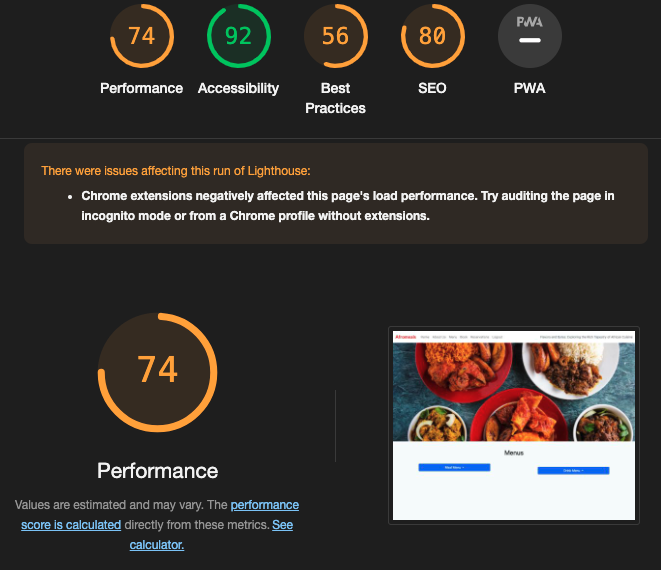 74
92
56
80
PWA
Performance
Accessibility
Best
Practices
SEO
PWA
There were issues affecting this run of Lighthouse:
• Chrome extensions negatively affected this page's load performance. Try auditing the page in
incognito mode or from a Chrome profile without extensions.
74
Performance
Values are estimated and may vary. The performance
score is calculated directly from these metrics. See
calculator.
Menus